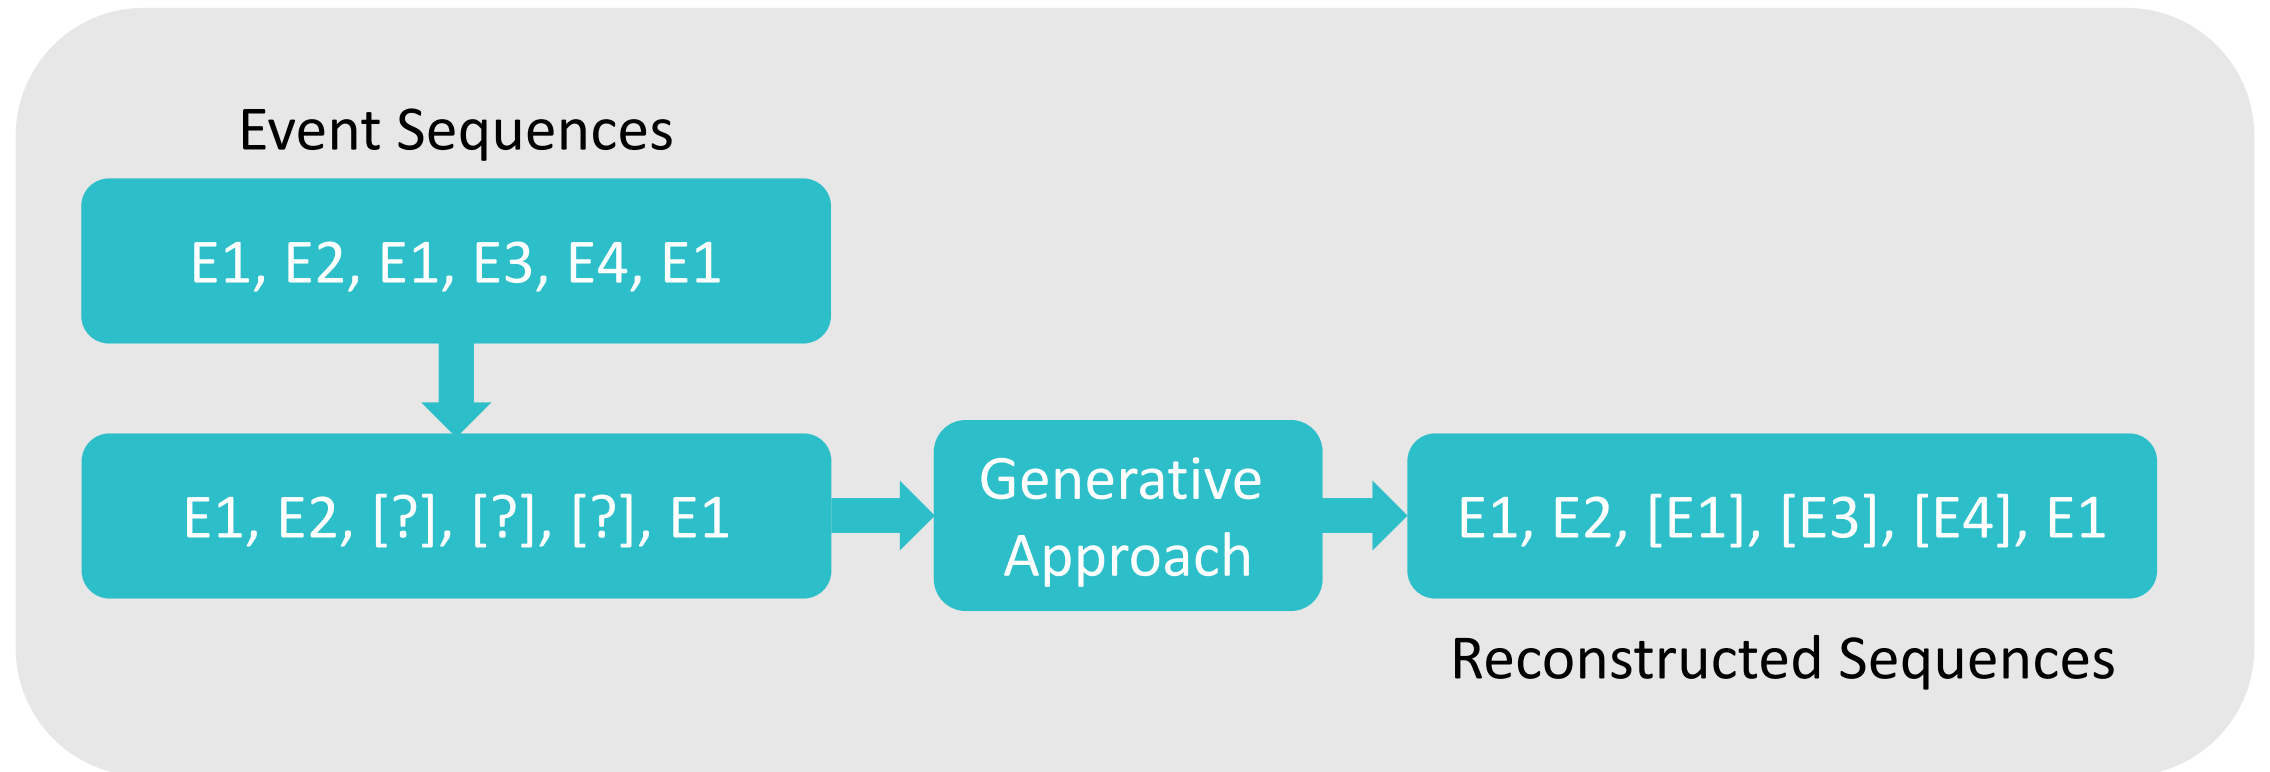 Event Sequences
E1, E2, E1, E3, E4, E1
E1, E2, [?], [?], [?], E1
Generative
Approach
E1, E2, [E1], [E3], [E4], E1
Reconstructed Sequences